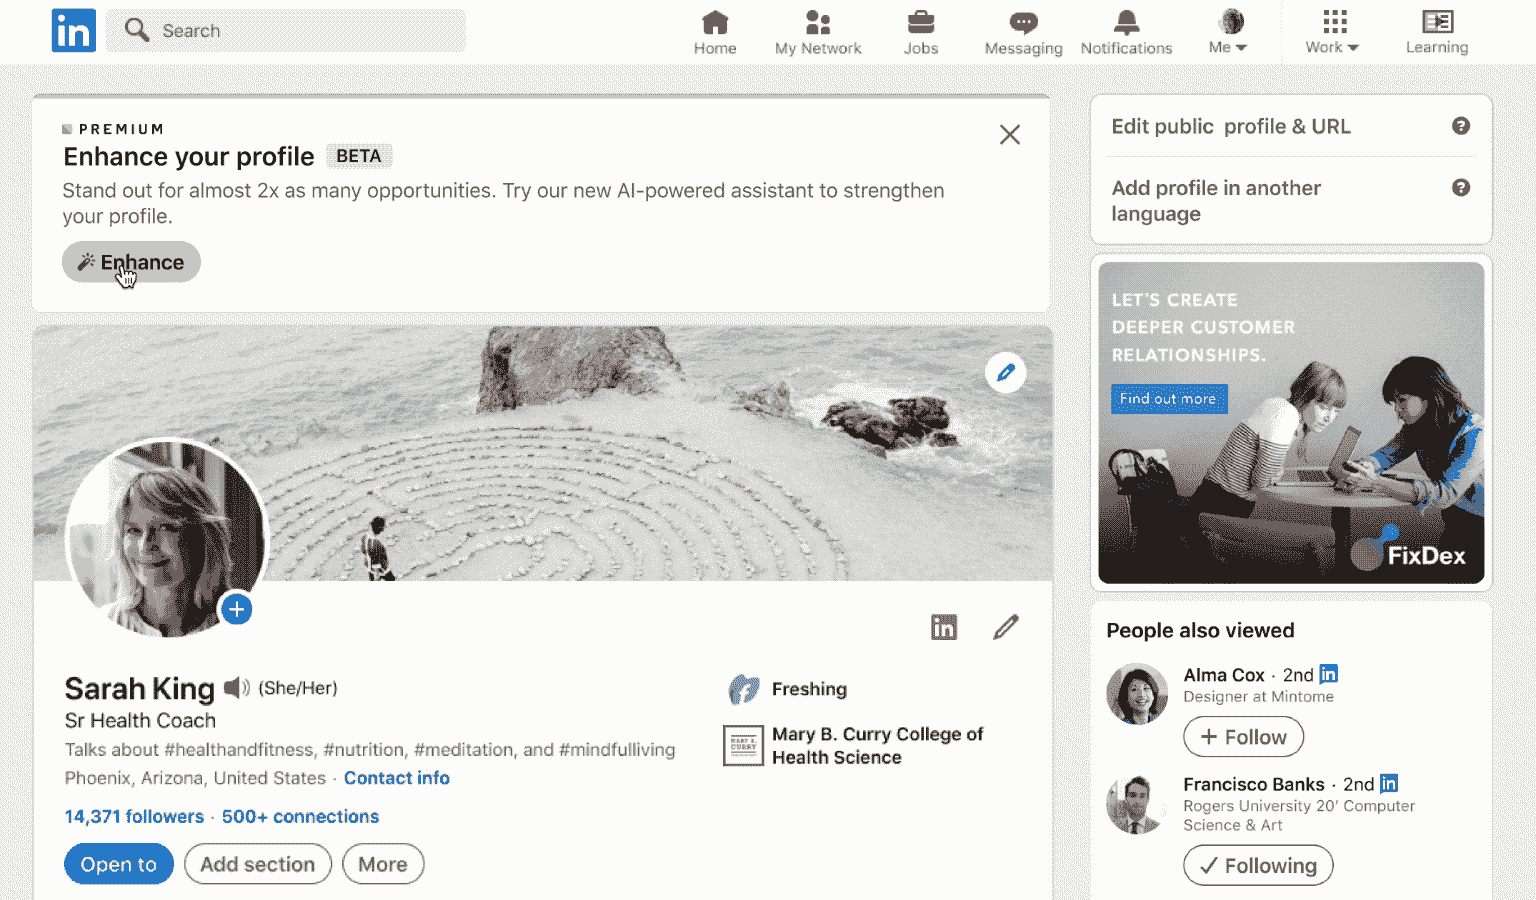 in
Search
Home
My Network
Jobs
Messaging
Notifications
Me
Work
Learning
PREMIUM
Enhance your profile BETA
Stand out for almost 2x as many opportunities. Try our new AI-powered assistant to strengthen
your profile.
Enhance
Sarah King (She/Her)
Sr Health Coach
Talks about #healthandfitness, #nutrition, #meditation, and #mindfulliving
Phoenix, Arizona, United States · Contact info
14,371 followers · 500+ connections
Open to
Add section
More
in
Freshing
MARY B.
CURRY
Mary B. Curry College of
Health Science
Edit public profile & URL
?
Add profile in another
language
?
LET'S CREATE
DEEPER CUSTOMER
RELATIONSHIPS.
Find out more
FixDex
People also viewed
Alma Cox · 2nd in
Designer at Mintome
+ Follow
Francisco Banks · 2nd in
Rogers University 20' Computer
Science & Art
Following